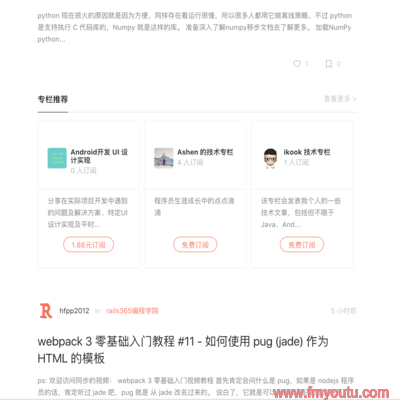 python 现在很火的原因就是因为方便，同样存在着运行很慢，所以很多人都用它做离线策略，不过 python
是支持执行 C 代码库的，Numpy 就是这样的库。 准备深入了解numpy移步文档去了解更多。 加载NumPy
python...
1 0
专栏推荐 查看更多 >
Android开发 UI 设
计实现
0 人订阅
分享在实际项目开发中遇到
的问题及解决方案、特定UI
设计实现及平时...
1.88元订阅
Ashen 的技术专栏
4 人订阅
程序员生涯成长中的点点滴
滴
免费订阅
ikook 技术专栏
1 人订阅
该专栏会发表我个人的一些
技术文章，包括但不限于
Java、And...
免费订阅
hfpp2012 in rails365编程学院 5 小时前
webpack 3 零基础入门教程 #11 - 如何使用 pug (jade) 作为
HTML 的模板
ps: 欢迎访问同步的视频： webpack 3 零基础入门视频教程 首先肯定会问什么是 pug，如果是 nodejs 程序
员的话，肯定听过 jade 吧，pug 就是 从 jade 改名过来的。 说白了，它就是可以
www.fmyoutu.com